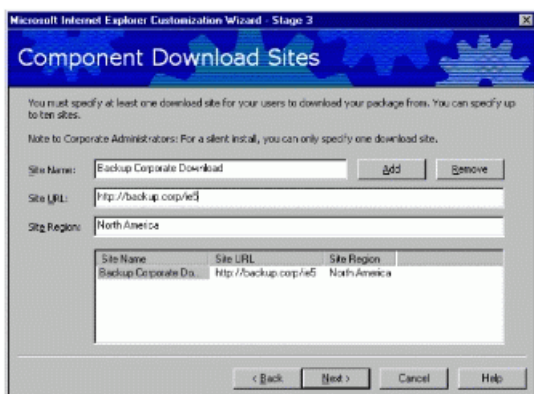 Microsoft Internet Explorer Customization Wizard - Stage 3
Component Download Sites
You must specify at least one download site for your users to download your package from. You can specify up
to ten sites.
Note to Corporate Administrators: For a silent install, you can only specify one download site.
Site Name: Backup Corporate Download Add Remove
Site URL: http://backup.corp/ie5
Site Region: North America
Site Name Site URL Site Region
Backup Corporate Do... http://backup.corp/ie5 North America
< Back Next > Cancel Help